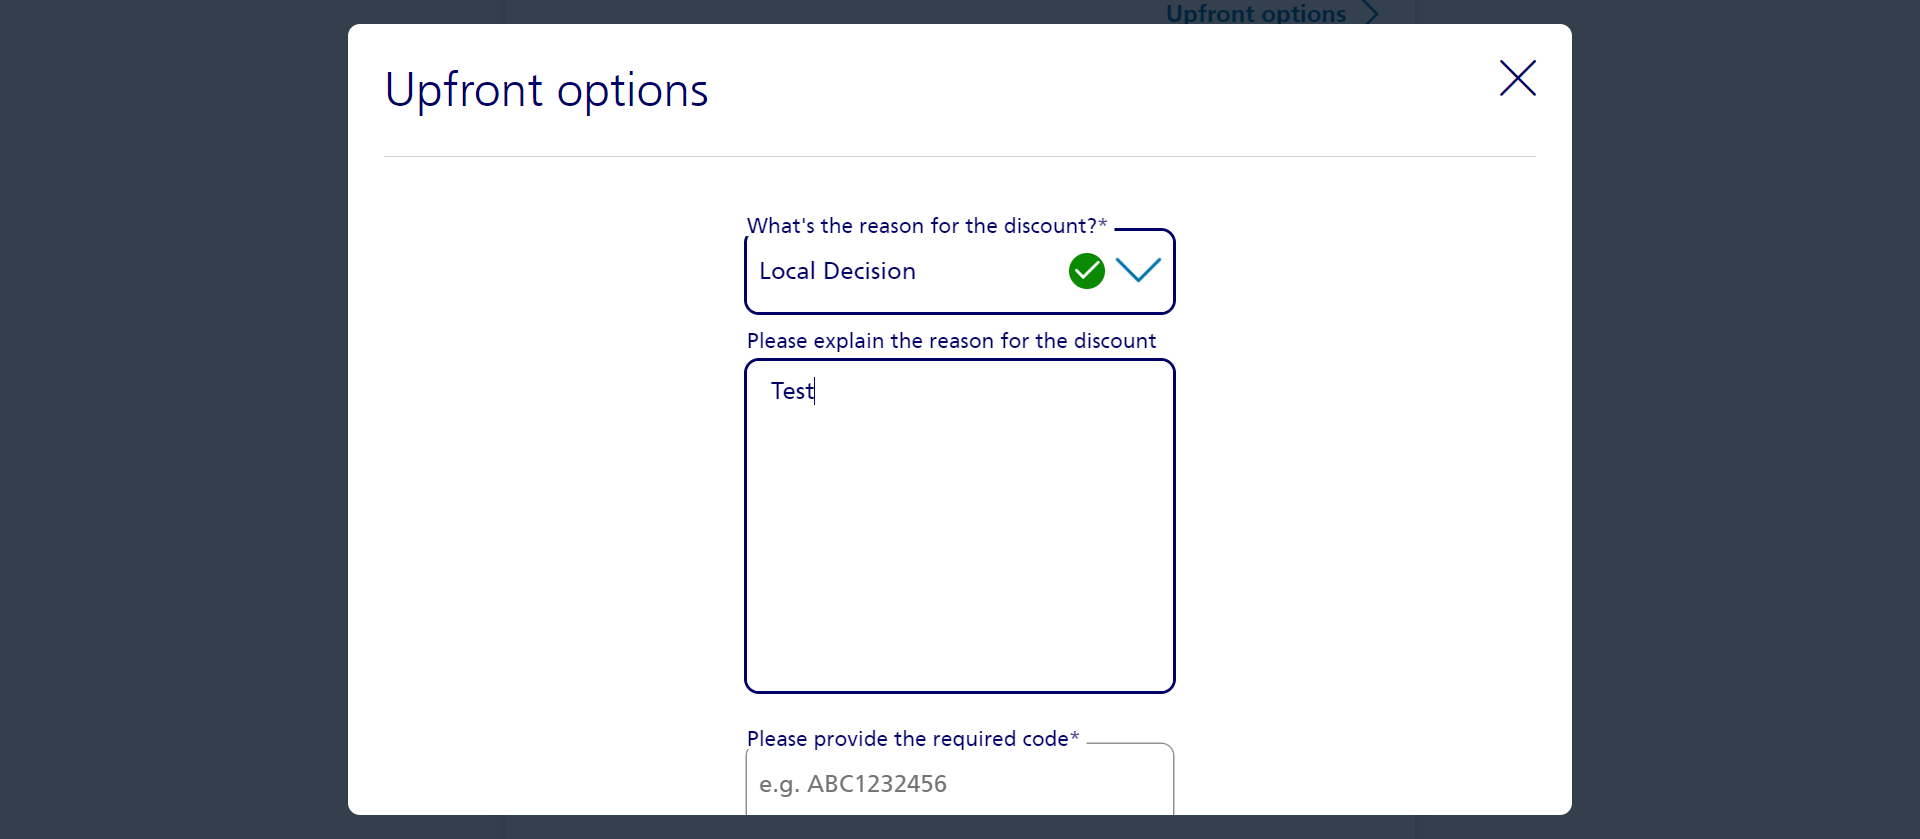 Upfront options
Upfront options
What's the reason for the discount?*
Local Decision
Please explain the reason for the discount
Test
Please provide the required code*
e.g. ABC1232456